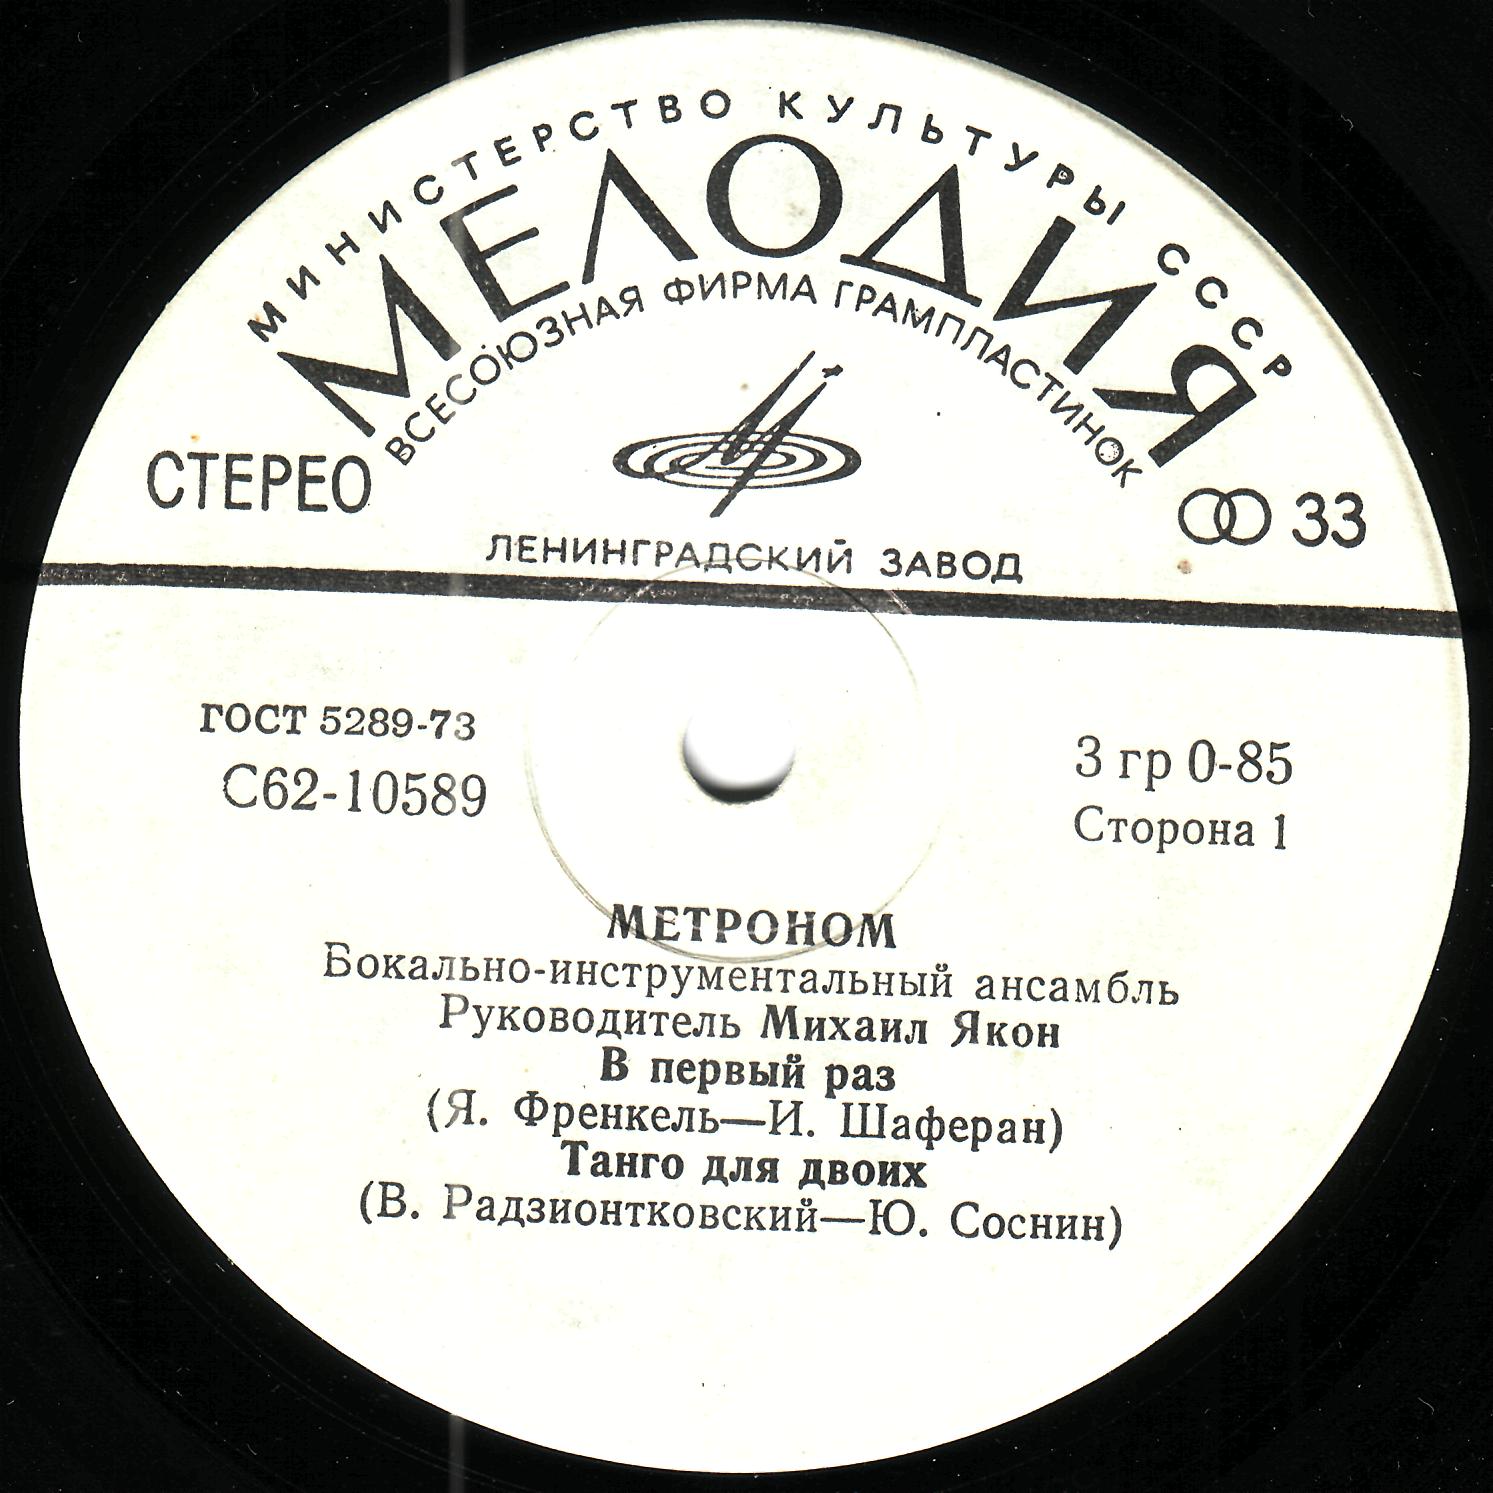 МИНИСТЕРСТВО КУЛЬТУРЫ СССР
МЕЛОДИЯ
ВСЕСОЮЗНАЯ ФИРМА ГРАМПЛАСТИНОК
СТЕРЕО
33
ЛЕНИНГРАДСКИЙ ЗАВОД
ГОСТ 5289-73
С62-10589
3 гр 0-85
Сторона 1
МЕТРОНОМ
Бокально-инструментальный ансамбль
Руководитель Михаил Якон
В первый раз
(Я. Френкель—И. Шаферан)
Танго для двоих
(В. Радзионтковский—Ю. Соснин)